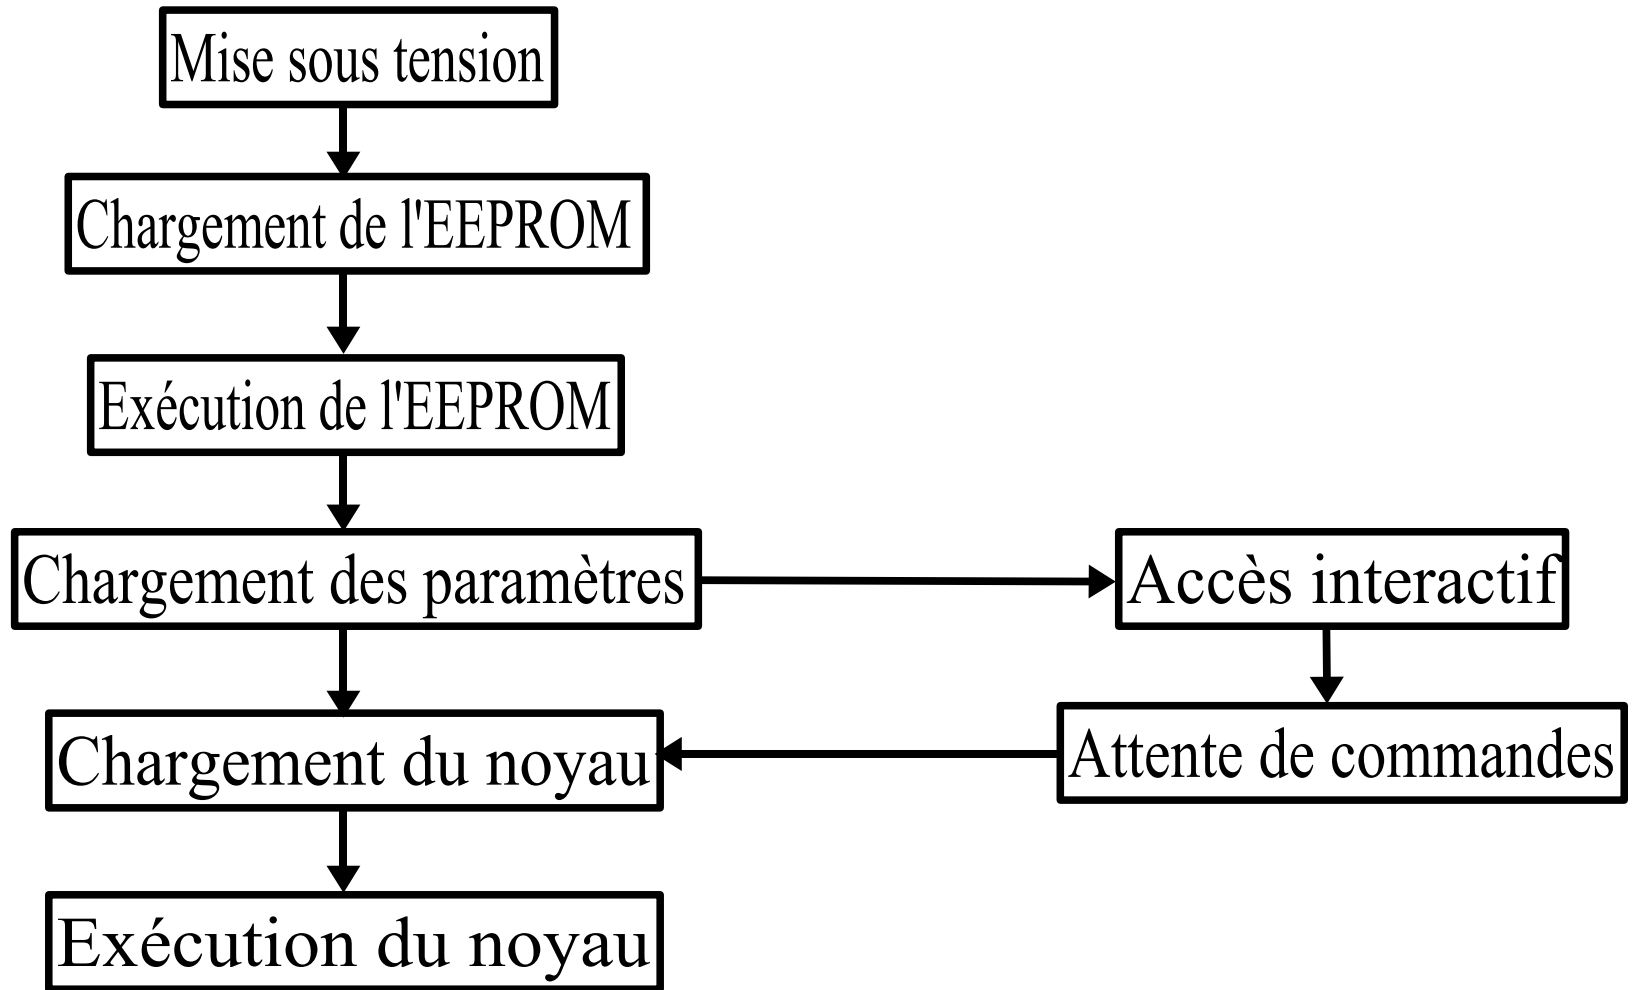 Mise sous tension
Chargement de l'EEPROM
Exécution de l'EEPROM
Chargement des paramètres
Accès interactif
Chargement du noyau
Attente de commandes
Exécution du noyau